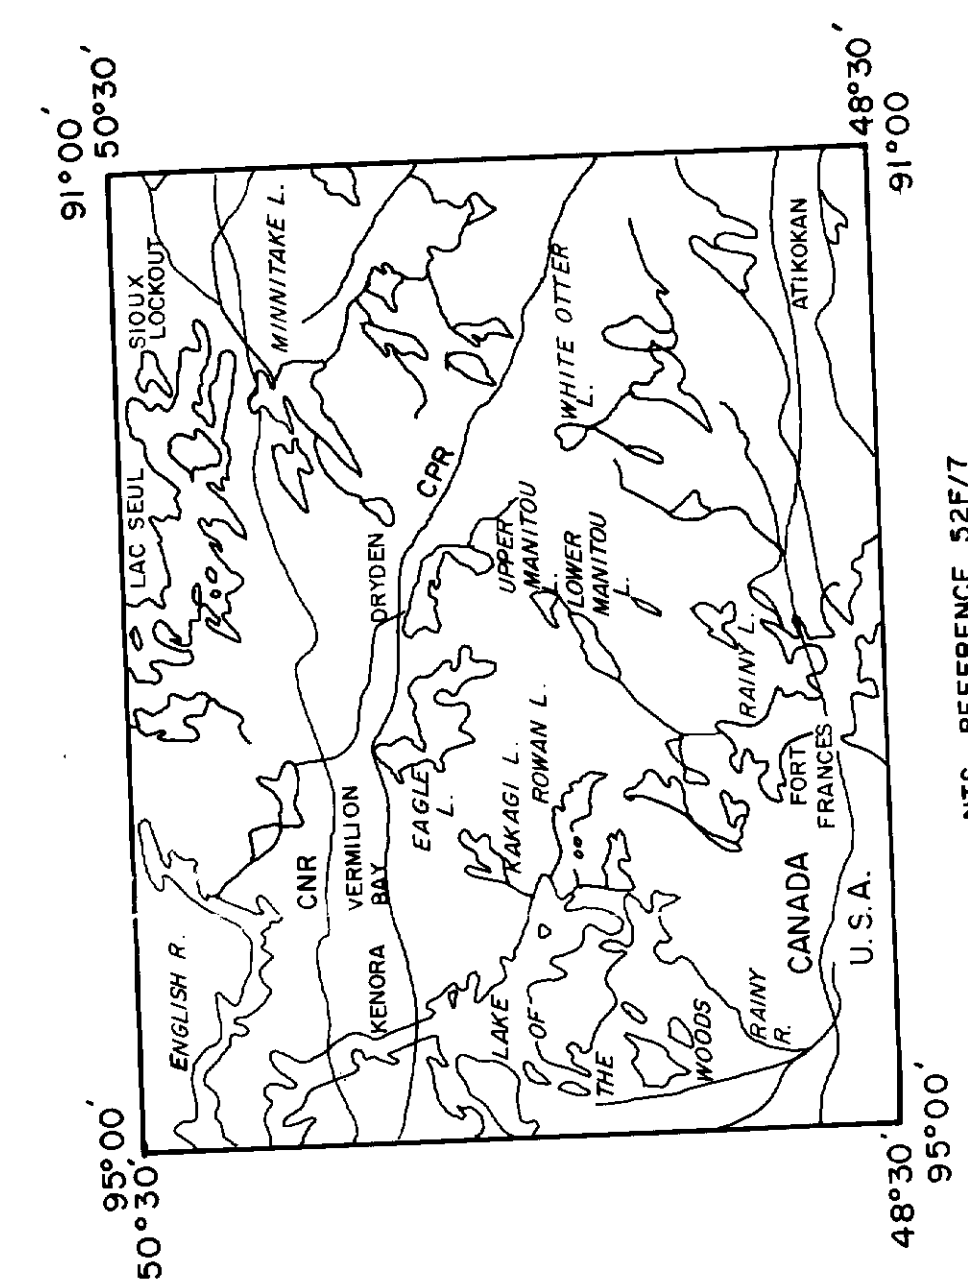 95°00'
91°00'
50°30'
50°30'
LAC SEUL
SIOUX
LOCKOUT
ENGLISH R.
MINNITAKE L.
CNR
VERMILION
BAY
DRYDEN
KENORA
CPR
EAGLE
L.
LAKE
OF
THE
WOODS
KAKAGI L.
ROWAN L.
UPPER
MANITOU
L.
LOWER
MANITOU
L.
WHITE OTTER
L.
RAINY L.
RAINY
R.
FORT
FRANCES
ATIKOKAN
CANADA
U.S.A.
48°30'
48°30'
95°00'
91°00
NTS REFERENCE 52F/7